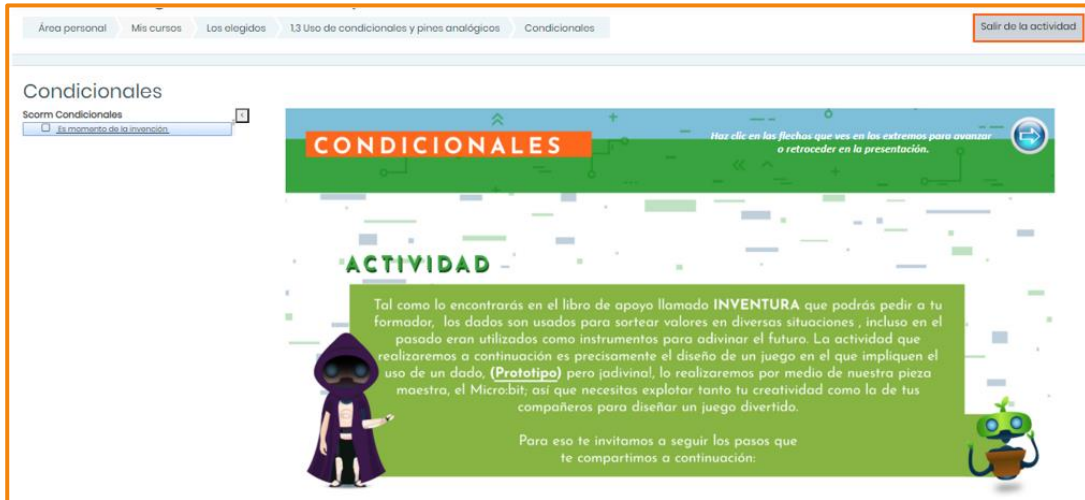 Área personal
Mis cursos
Los elegidos
1,3 Uso de condicionales y pines analógicos
Condicionales
Salir de la actividad
Condicionales
Scorm Condicionales
Es momento de la invención
CONDICIONALES
Haz clic en las flechas que ves en los extremos para avanzar
o retroceder en la presentación.
ACTIVIDAD
Tal como lo encontrarás en el libro de apoyo llamado INVENTURA que podrás pedir a tu
formador, los dados son usados para sortear valores en diversas situaciones , incluso en el
pasado eran utilizados como instrumentos para adivinar el futuro. La actividad que
realizaremos a continuación es precisamente el diseño de un juego en el que impliquen el
uso de un dado, (Prototipo) pero ¡adivina!, lo realizaremos por medio de nuestra pieza
maestra, el Micro:bit; así que necesitas explotar tanto tu creatividad como la de tus
compañeros para diseñar un juego divertido.
Para eso te invitamos a seguir los pasos que
te compartimos a continuación: